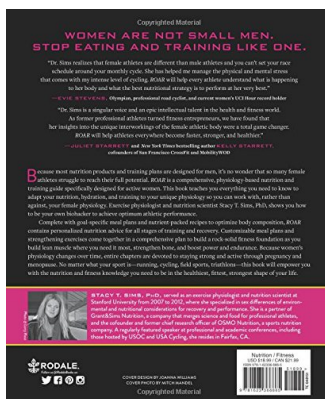 Copyrighted Material
WOMEN ARE NOT SMALL MEN.
STOP EATING AND TRAINING LIKE ONE.
"Dr. Sims realizes that female athletes are different than male athletes and you can't set your race
schedule around your monthly cycle. She has helped me manage the physical and mental stress
that comes with my intense level of cycling. ROAR will help every athlete understand what is happening
to her body and what the best nutritional strategy is to perform at her very best."
—EVIE STEVENS, Olympian, professional road cyclist, and current women's UCI Hour record holder
"Dr. Sims is a singular voice and an epic intellectual talent in the health and fitness world.
As former professional athletes turned fitness entrepreneurs, we have found that
her insights into the unique interworkings of the female athletic body were a total game changer.
ROAR will help all athletes everywhere become faster, stronger, and healthier."
—JULIET STARRETT and New York Times bestselling author KELLY STARRETT,
cofounders of San Francisco CrossFit and MobilityWOD
Because most nutrition products and training plans are designed for men, it's no wonder that so many female
athletes struggle to reach their full potential. ROAR is a comprehensive, physiology-based nutrition and
training guide specifically designed for active women. This book teaches you everything you need to know to
adapt your nutrition, hydration, and training to your unique physiology so you can work with, rather than
against, your female physiology. Exercise physiologist and nutrition scientist Stacy T. Sims, PhD, shows you how
to be your own biohacker to achieve optimum athletic performance.
Complete with goal-specific meal plans and nutrient-packed recipes to optimize body composition, ROAR
contains personalized nutrition advice for all stages of training and recovery. Customizable meal plans and
strengthening exercises come together in a comprehensive plan to build a rock-solid fitness foundation as you
build lean muscle where you need it most, strengthen bone, and boost power and endurance. Because women's
physiology changes over time, entire chapters are devoted to staying strong and active through pregnancy and
menopause. No matter what your sport is—running, cycling, field sports, triathlons—this book will empower you
with the nutrition and fitness knowledge you need to be in the healthiest, fittest, strongest shape of your life.
STACY T. SIMS, PHD, served as an exercise physiologist and nutrition scientist at
Stanford University from 2007 to 2012, where she specialized in sex differences of environ-
mental and nutritional considerations for recovery and performance. She is a partner of
and the cofounder and former chief research officer of OSMO Nutrition, a sports nutrition
company. A regularly featured speaker at professional and academic conferences, including
those hosted by USOC and USA Cycling, she resides in Fairfax, CA.
RODALE.
COVER DESIGN BY JOANNA WILLIAMS
COVER PHOTO BY MITCH MANDEL
Nutrition / Fitness
Copyrighted Material